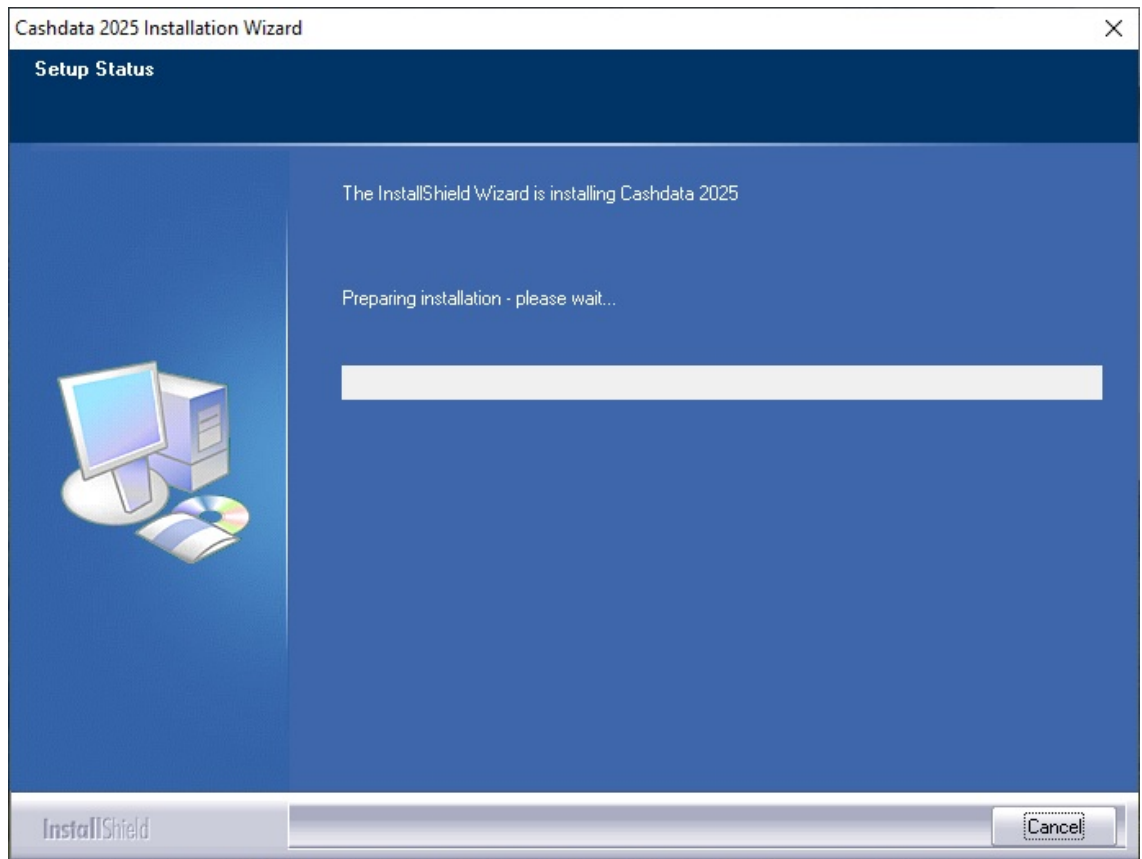 Cashdata 2025 Installation Wizard
Setup Status
The InstallShield Wizard is installing Cashdata 2025
Preparing installation - please wait...
InstallShield
Cancel